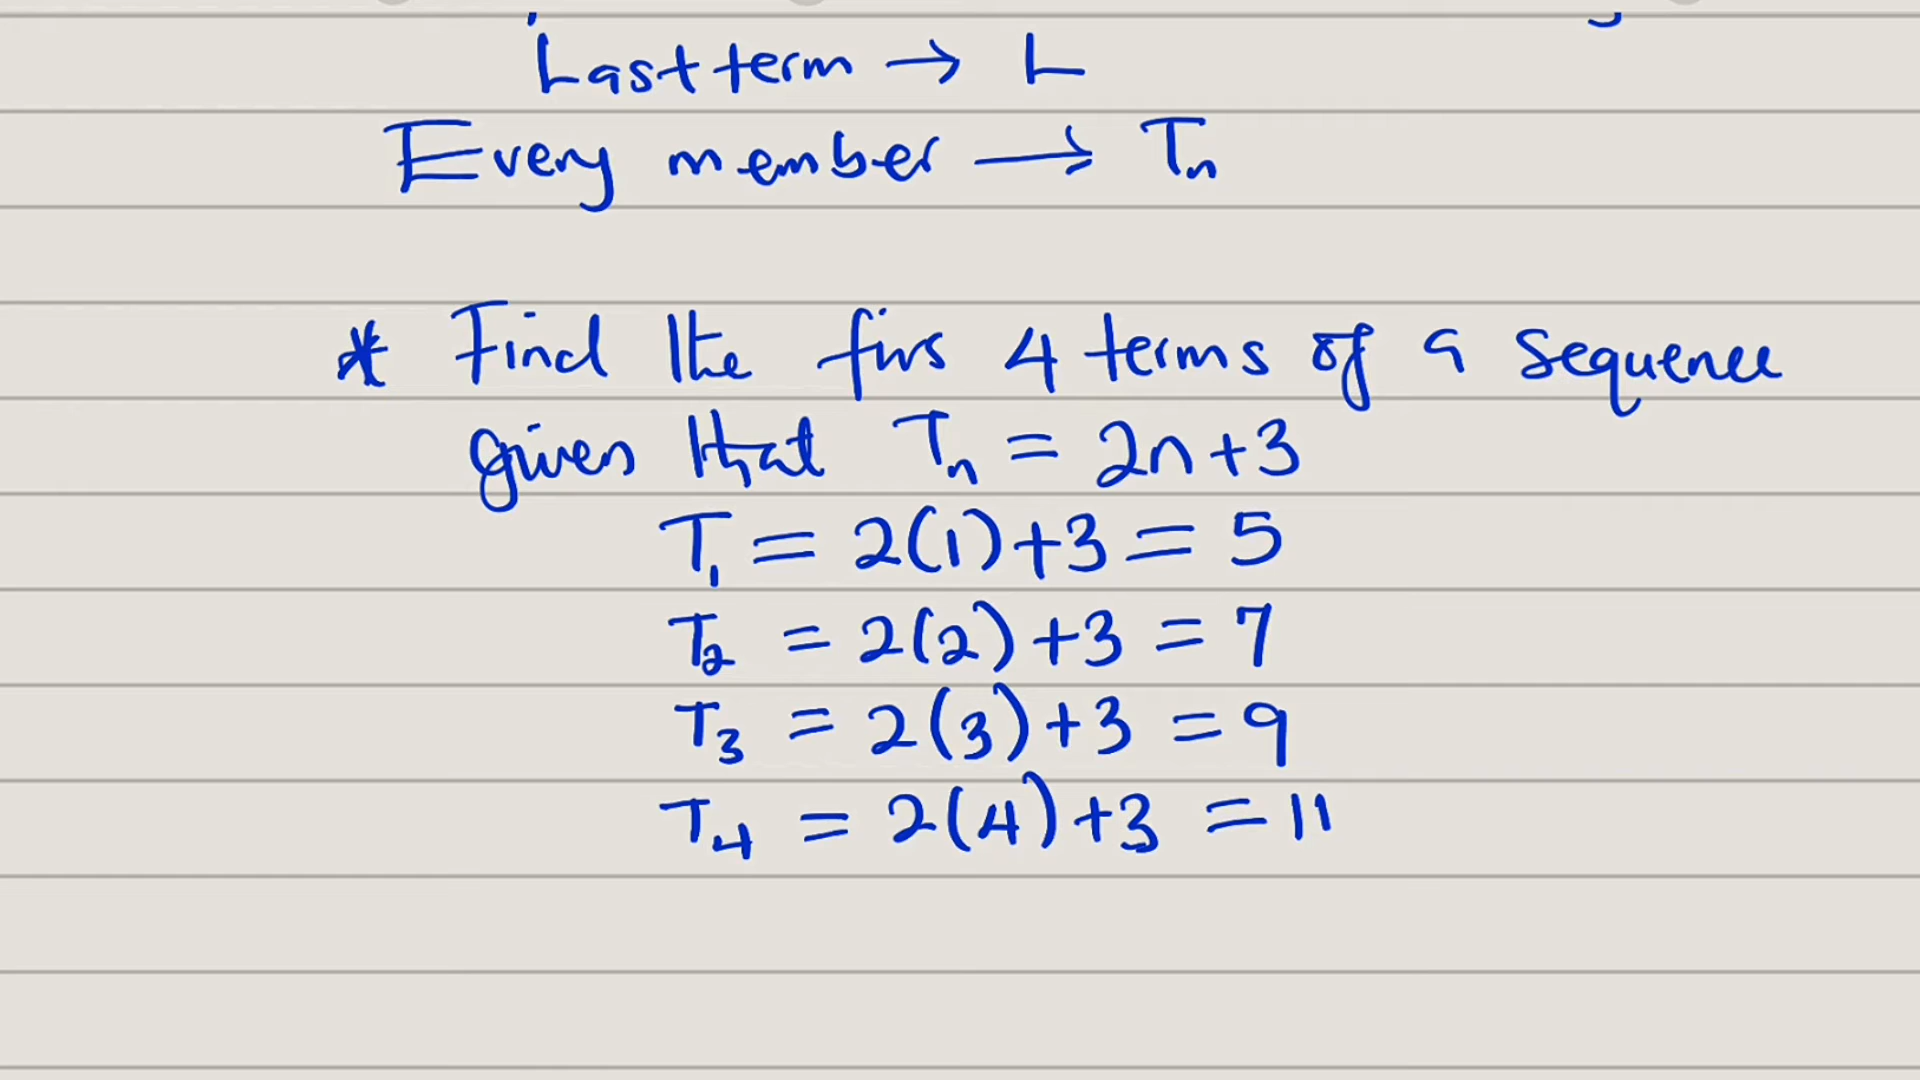 Last term → L
Every member → Tn
* Find the firs 4 terms of a sequence
given that Tn = 2n+3
T1 = 2(1)+3 = 5
T2 = 2(2)+3 = 7
T3 = 2(3)+3 = 9
T4 = 2(4)+3 = 11